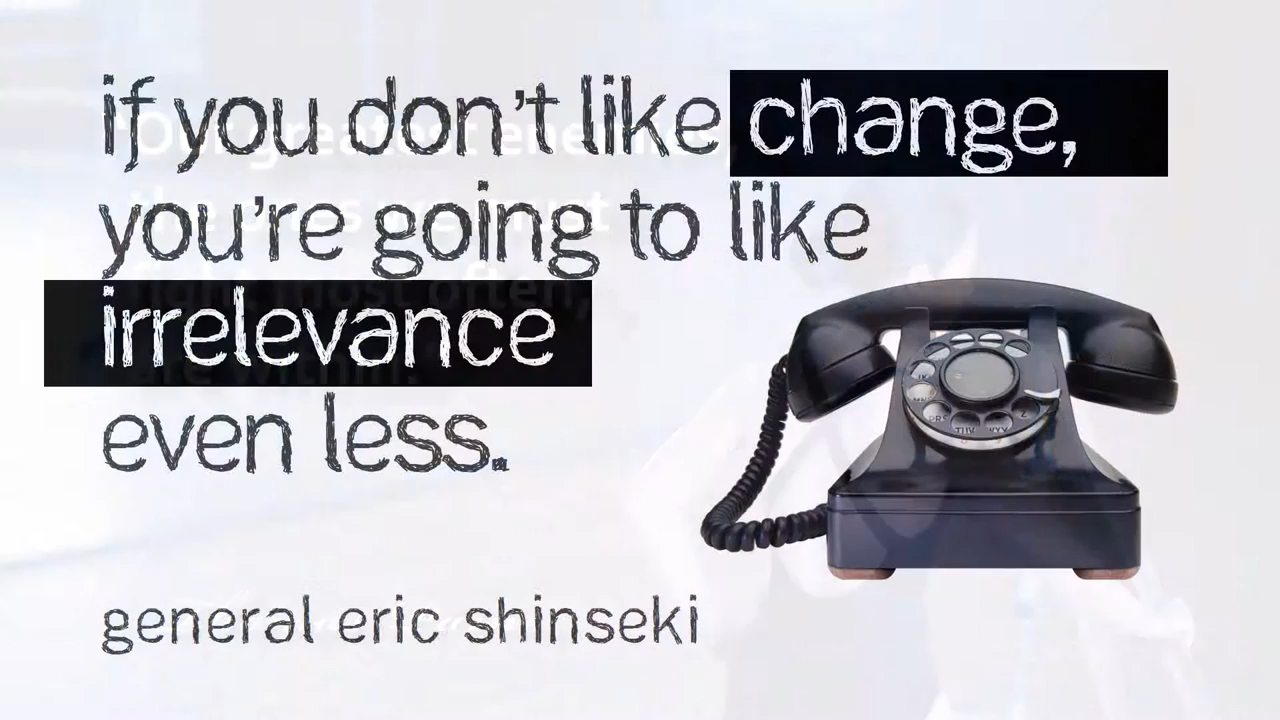 if you don't like change,
you're going to like
irrelevance
even less.
general eric shinseki